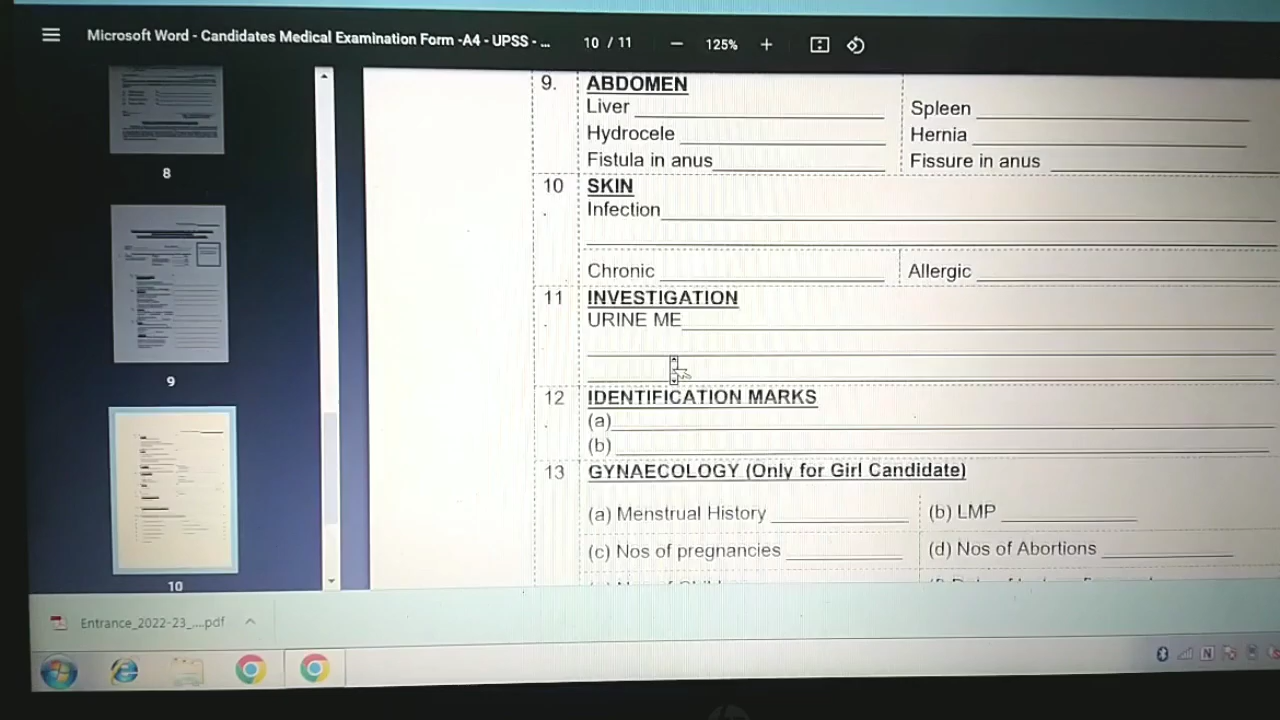 Microsoft Word - Candidates Medical Examination Form -A4 - UPSS - ...
10 / 11
125%
8
9
10
9. ABDOMEN
Liver Spleen
Hydrocele Hernia
Fistula in anus Fissure in anus
10. SKIN
Infection
Chronic Allergic
11. INVESTIGATION
URINE ME
12. IDENTIFICATION MARKS
(a)
(b)
13 GYNAECOLOGY (Only for Girl Candidate)
(a) Menstrual History (b) LMP
(c) Nos of pregnancies (d) Nos of Abortions
Entrance_2022-23_....pdf